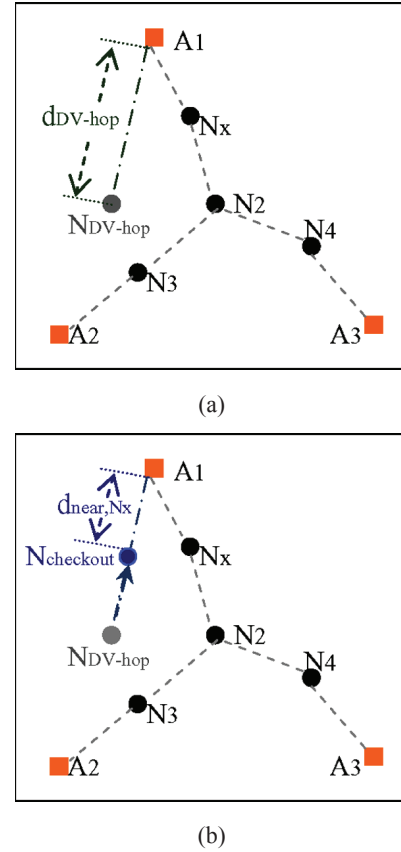 A1
dDV-hop
Nx
NDV-hop
N2
N4
N3
A2
A3
(a)
A1
dnear,Nx
Ncheckout
Nx
NDV-hop
N2
N4
N3
A2
A3
(b)